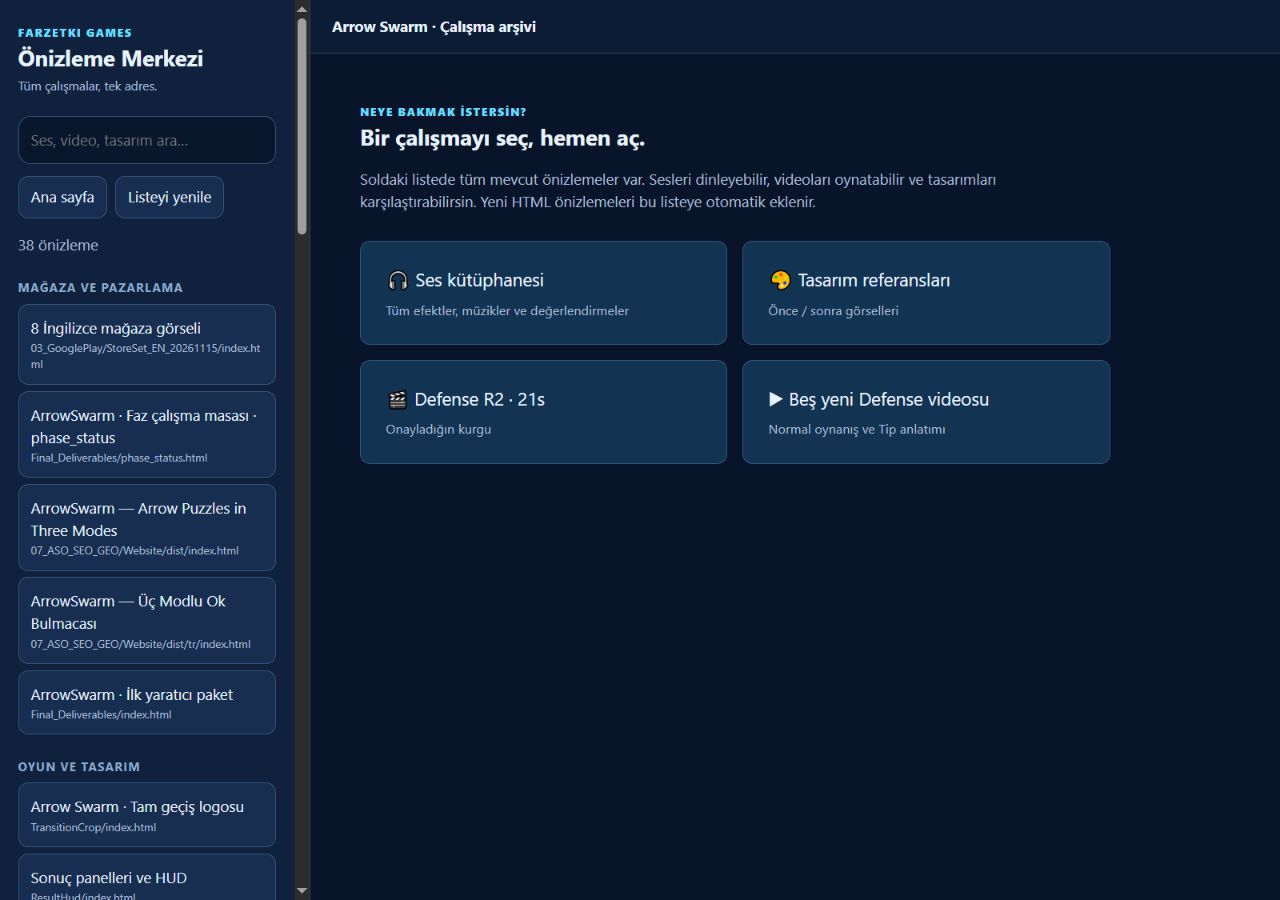 FARZETKI GAMES
Önizleme Merkezi
Tüm çalışmalar, tek adres.
Ses, video, tasarım ara...
Ana sayfa
Listeyi yenile
38 önizleme
MAĞAZA VE PAZARLAMA
8 İngilizce mağaza görseli
03_GooglePlay/StoreSet_EN_20261115/index.ht
ml
ArrowSwarm · Faz çalışma masası ·
phase_status
Final_Deliverables/phase_status.html
ArrowSwarm — Arrow Puzzles in
Three Modes
07_ASO_SEO_GEO/Website/dist/index.html
ArrowSwarm — Üç Modlu Ok
Bulmacası
07_ASO_SEO_GEO/Website/dist/tr/index.html
ArrowSwarm · İlk yaratıcı paket
Final_Deliverables/index.html
OYUN VE TASARIM
Arrow Swarm · Tam geçiş logosu
TransitionCrop/index.html
Sonuç panelleri ve HUD
ResultHud/index.html
Arrow Swarm · Çalışma arşivi
NEYE BAKMAK İSTERSİN?
Bir çalışmayı seç, hemen aç.
Soldaki listede tüm mevcut önizlemeler var. Sesleri dinleyebilir, videoları oynatabilir ve tasarımları
karşılaştırabilirsin. Yeni HTML önizlemeleri bu listeye otomatik eklenir.
🎧 Ses kütüphanesi
Tüm efektler, müzikler ve değerlendirmeler
🎨 Tasarım referansları
Önce / sonra görselleri
🎬 Defense R2 · 21s
Onayladığın kurgu
▶ Beş yeni Defense videosu
Normal oynanış ve Tip anlatımı